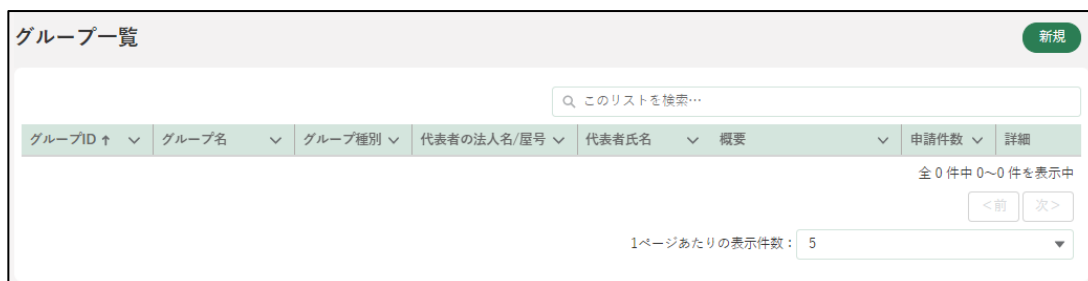 グループ一覧
新規
このリストを検索…
グループID ↑ グループ名 グループ種別 代表者の法人名/屋号 代表者氏名 概要 申請件数 詳細
全 0 件中 0～0 件を表示中
<前 次>
1ページあたりの表示件数： 5